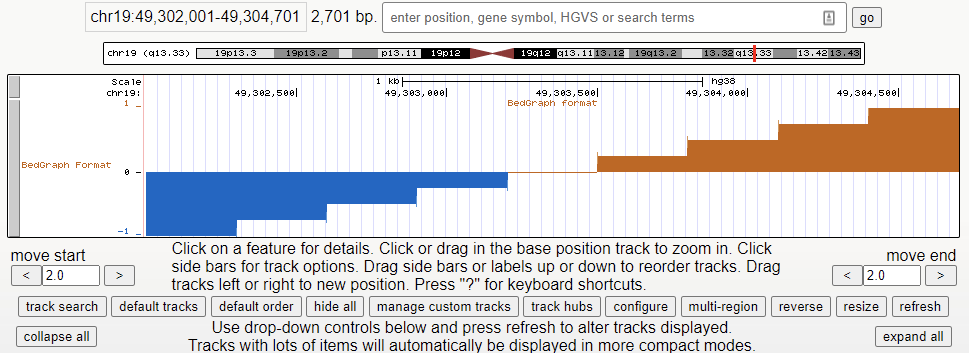 chr19:49,302,001-49,304,701 2,701 bp. enter position, gene symbol, HGVS or search terms go
chr19 (q13.33) 19p13.3 19p13.2 p13.11 19p12 19q12 q13.11 13.12 19q13.2 13.32 q13.33 13.42 13.43
Scale 1 kb hg38
chr19: 49,302,500 49,303,000 49,303,500 49,304,000 49,304,500
1 BedGraph Format
BedGraph Format
0
-1
move start Click on a feature for details. Click or drag in the base position track to zoom in. Click move end
side bars for track options. Drag side bars or labels up or down to reorder tracks. Drag
< 2.0 > tracks left or right to new position. Press "?" for keyboard shortcuts. < 2.0 >
track search default tracks default order hide all manage custom tracks track hubs configure multi-region reverse resize refresh
collapse all Use drop-down controls below and press refresh to alter tracks displayed. expand all
Tracks with lots of items will automatically be displayed in more compact modes.